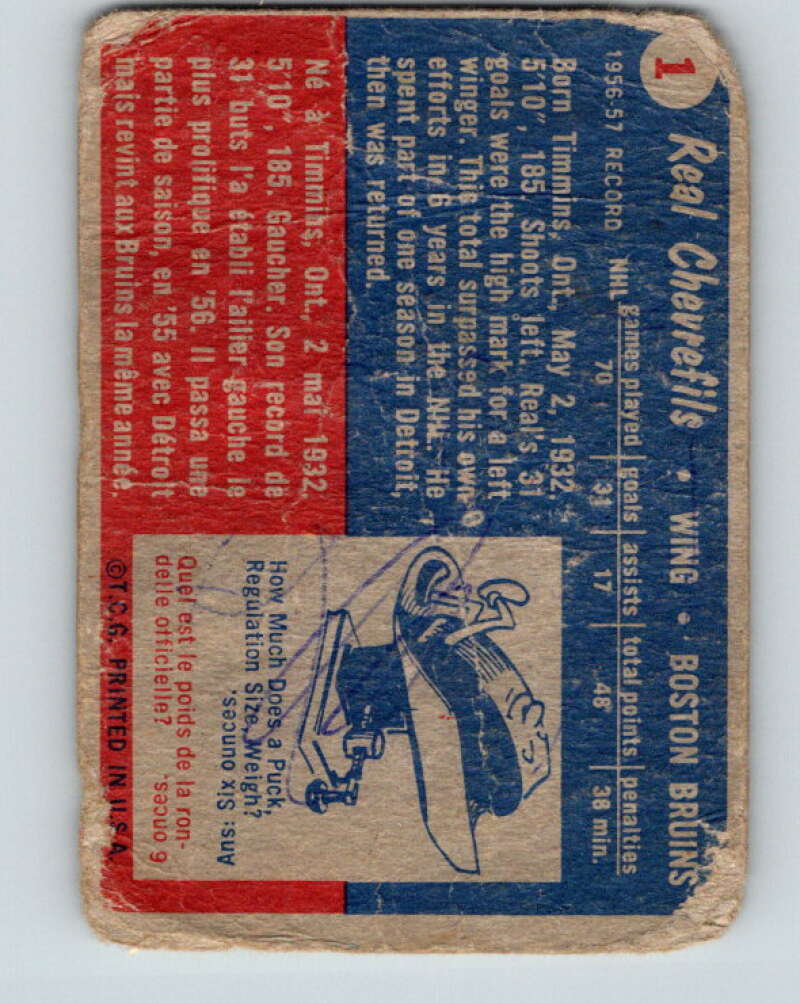 1
Real Chevrefils • WING • BOSTON BRUINS
1956-57 RECORD
games played goals assists total points penalties
NHL 70 31 17 48 38 min.
Born Timmins, Ont., May 2, 1932.
5'10", 185. Shoots left. Real's 31
goals were the high mark for a left
winger. This total surpassed his own
efforts in 6 years in the NHL. He
spent part of one season in Detroit,
then was returned.
Né à Timmins, Ont., 2 mai 1932.
5'10", 185. Gaucher. Son record de
31 buts l'a établi l'ailier gauche le
plus prolifique en '56. Il passa une
partie de saison, en '55 avec Détroit
mais revint aux Bruins la même année.
How Much Does a Puck,
Regulation Size, Weigh?
Ans: Six ounces.
Quel est le poids de la ron-
delle officielle?
6 onces.
©T.C.G. PRINTED IN U.S.A.